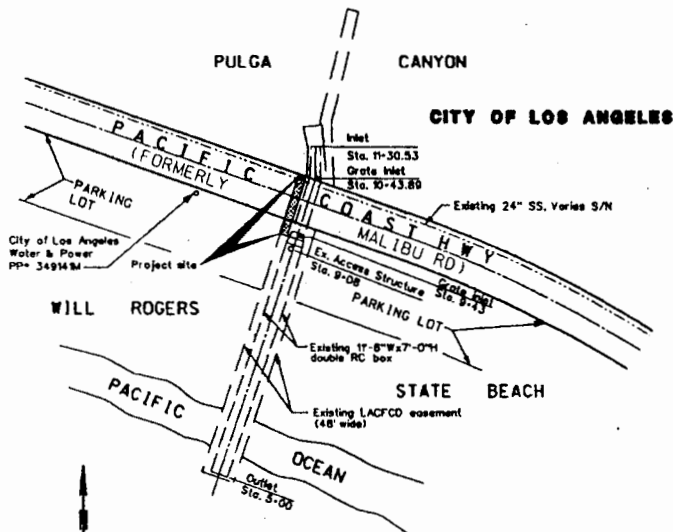 PULGA CANYON
CITY OF LOS ANGELES
Inlet
Sta. 11+30.53
Grate Inlet
Sta. 10+43.89
PACIFIC COAST HWY
(FORMERLY MALIBU RD)
Existing 24" SS, Varies S/N
PARKING
LOT
City of Los Angeles
Water & Power
PP# 349141M
Project site
Ex. Access Structure
Sta. 9+08
Grate Inlet
Sta. 9+43
PARKING LOT
WILL ROGERS
Existing 11'-6"Wx7'-0"H
double RC box
STATE BEACH
Existing LACFCD easement
(48' wide)
PACIFIC
OCEAN
Outlet
Sta. 5+00